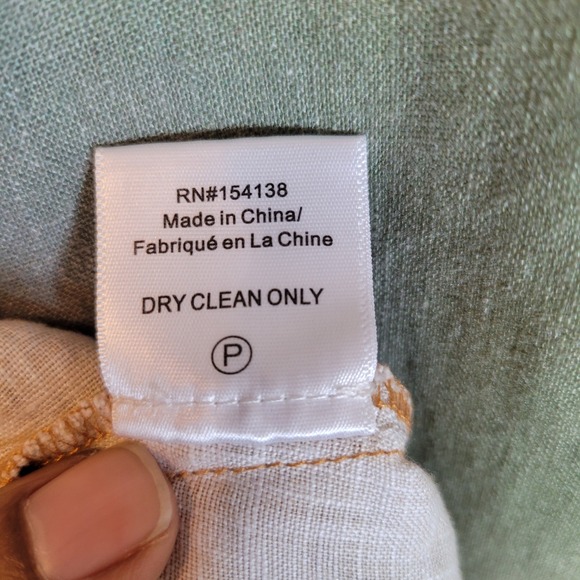 RN#154138
Made in China/
Fabriqué en La Chine
DRY CLEAN ONLY
P